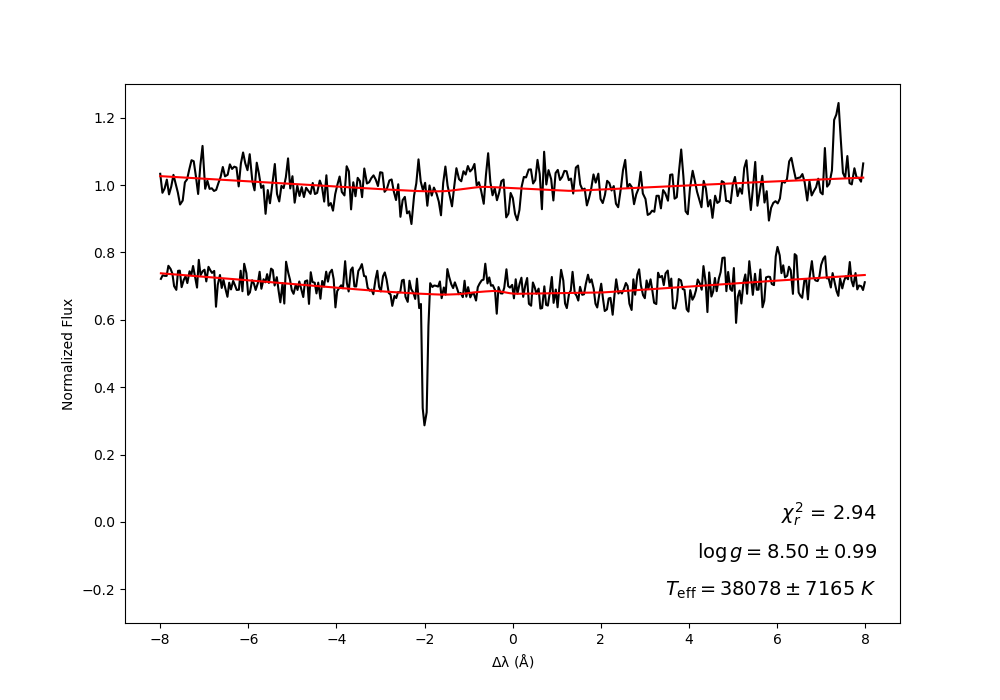 1.2
1.0
0.8
0.6
0.4
0.2
0.0
−0.2
Normalized Flux
χ²ᵣ = 2.94
log g = 8.50 ± 0.99
T_eff = 38078 ± 7165 K
−8 −6 −4 −2 0 2 4 6 8
Δλ (Å)